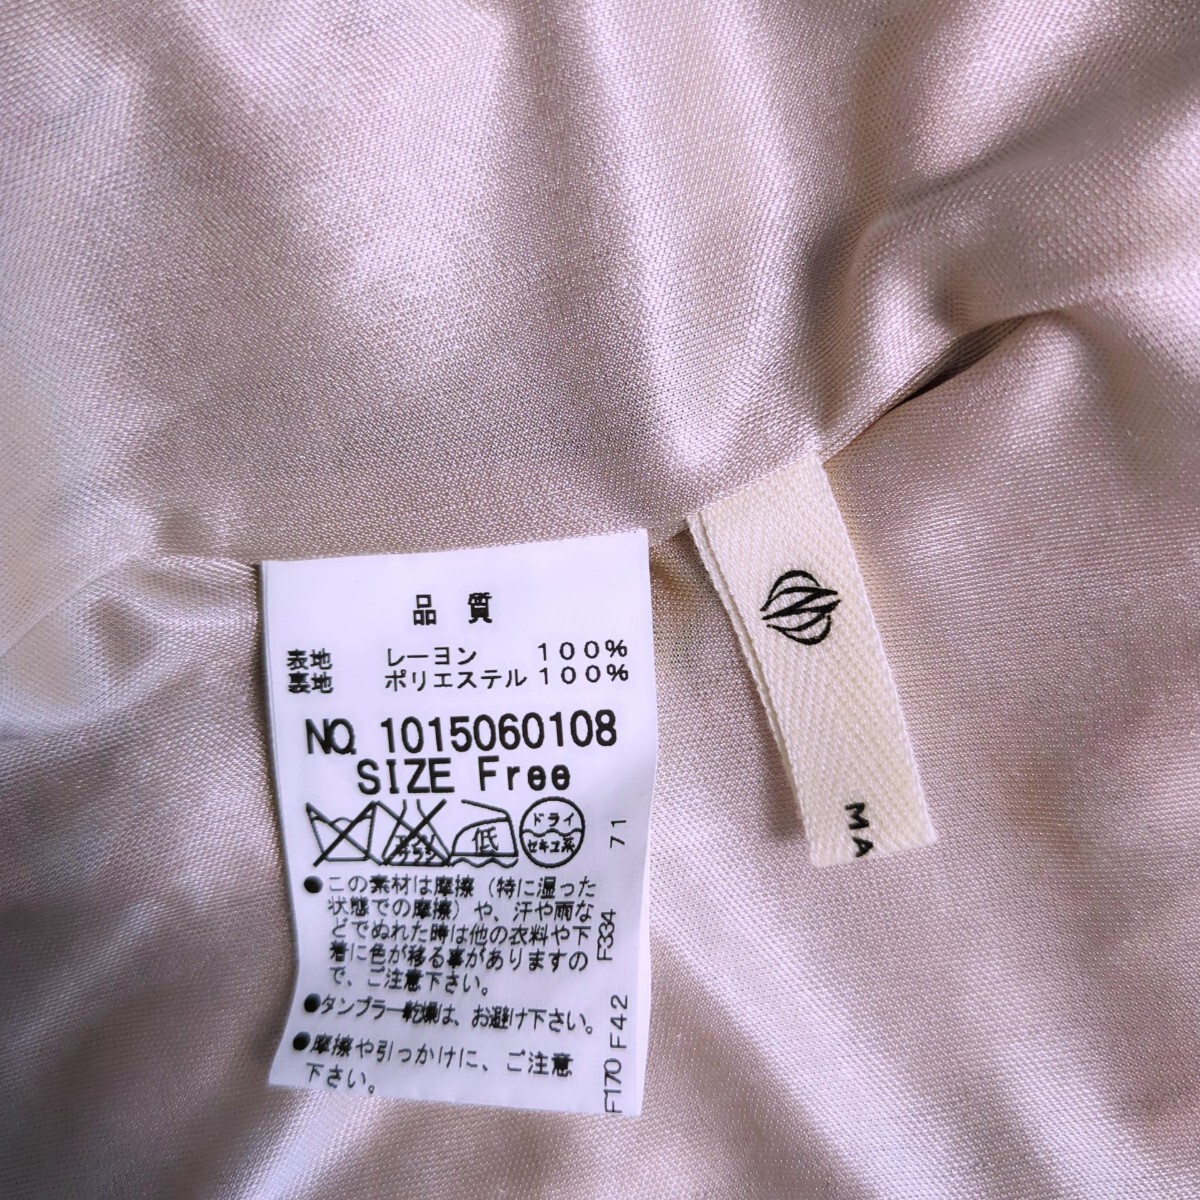 品質
表地 レーヨン 100%
裏地 ポリエステル 100%
NO. 1015060108
SIZE Free
低
ドライ
セキユ系
●この素材は摩擦（特に湿った
状態での摩擦）や、汗や雨な
どでぬれた時は他の衣料や下
着に色が移る事がありますの
で、ご注意下さい。
●タンブラー乾燥は、お避け下さい。
●摩擦や引っかけに、ご注意
下さい。
F170 F42 F334 71
MA